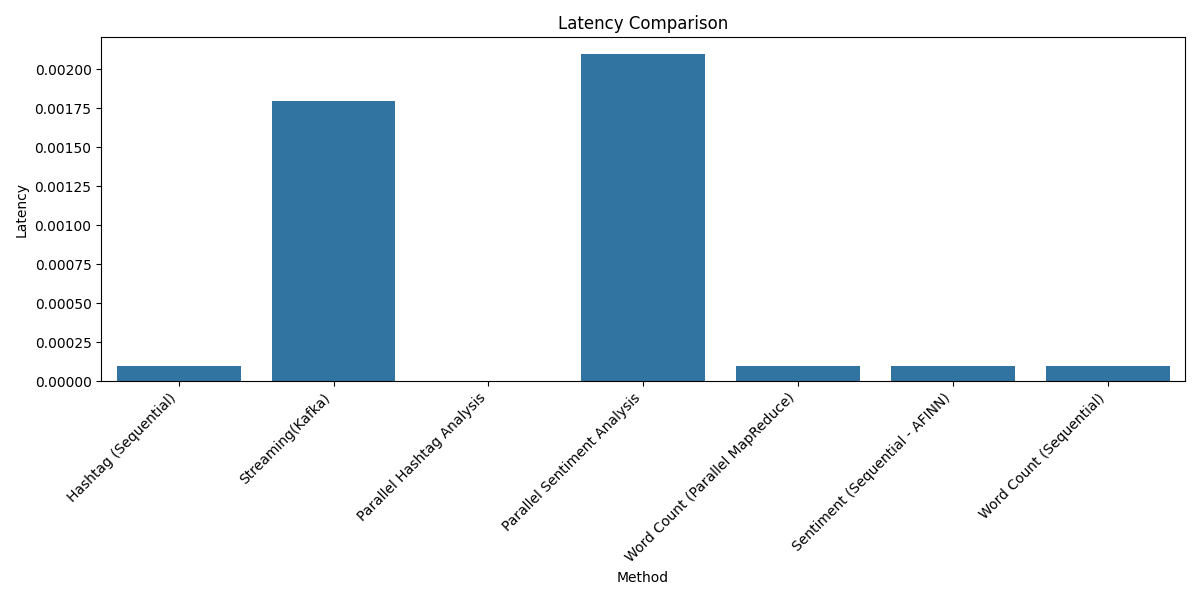 Latency Comparison
Latency
0.00200
0.00175
0.00150
0.00125
0.00100
0.00075
0.00050
0.00025
0.00000
Hashtag (Sequential)
Streaming(Kafka)
Parallel Hashtag Analysis
Parallel Sentiment Analysis
Word Count (Parallel MapReduce)
Sentiment (Sequential - AFINN)
Word Count (Sequential)
Method